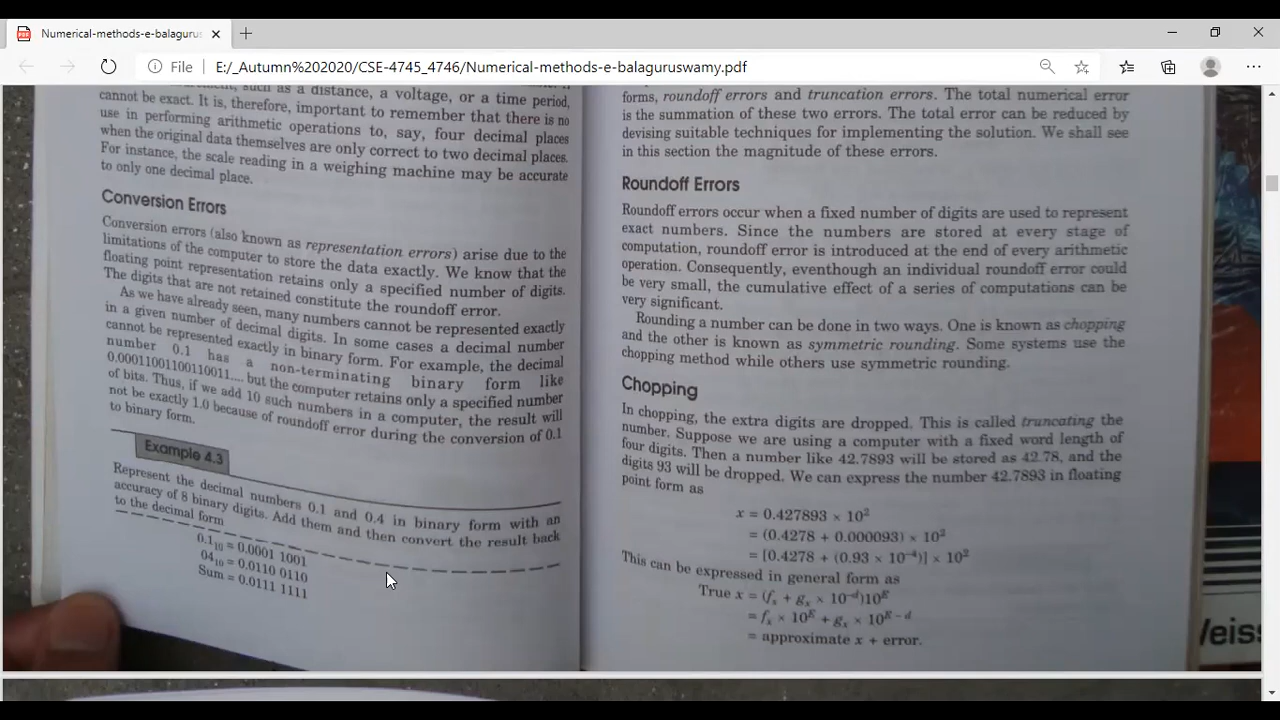 Numerical-methods-e-balagurus
File E:/_Autumn%202020/CSE-4745_4746/Numerical-methods-e-balaguruswamy.pdf
such as a distance, a voltage, or a time period,
cannot be exact. It is, therefore, important to remember that there is no
use in performing arithmetic operations to, say, four decimal places
when the original data themselves are only correct to two decimal places.
For instance, the scale reading in a weighing machine may be accurate
to only one decimal place.
Conversion Errors
Conversion errors (also known as representation errors) arise due to the
limitations of the computer to store the data exactly. We know that the
floating point representation retains only a specified number of digits.
The digits that are not retained constitute the roundoff error.
As we have already seen, many numbers cannot be represented exactly
in a given number of decimal digits. In some cases a decimal number
cannot be represented exactly in binary form. For example, the decimal
number 0.1 has a non-terminating binary form like
0.00011001100110011.... but the computer retains only a specified number
of bits. Thus, if we add 10 such numbers in a computer, the result will
not be exactly 1.0 because of roundoff error during the conversion of 0.1
to binary form.
Example 4.3
Represent the decimal numbers 0.1 and 0.4 in binary form with an
accuracy of 8 binary digits. Add them and then convert the result back
to the decimal form
0.1₁₀ = 0.0001 1001
04₁₀ = 0.0110 0110
Sum = 0.0111 1111
forms, roundoff errors and truncation errors. The total numerical error
is the summation of these two errors. The total error can be reduced by
devising suitable techniques for implementing the solution. We shall see
in this section the magnitude of these errors.
Roundoff Errors
Roundoff errors occur when a fixed number of digits are used to represent
exact numbers. Since the numbers are stored at every stage of
computation, roundoff error is introduced at the end of every arithmetic
operation. Consequently, eventhough an individual roundoff error could
be very small, the cumulative effect of a series of computations can be
very significant.
Rounding a number can be done in two ways. One is known as chopping
and the other is known as symmetric rounding. Some systems use the
chopping method while others use symmetric rounding.
Chopping
In chopping, the extra digits are dropped. This is called truncating the
number. Suppose we are using a computer with a fixed word length of
four digits. Then a number like 42.7893 will be stored as 42.78, and the
digits 93 will be dropped. We can express the number 42.7893 in floating
point form as
x = 0.427893 × 10²
= (0.4278 + 0.000093) × 10²
= [0.4278 + (0.93 × 10⁻⁴)] × 10²
This can be expressed in general form as
True x = (fₓ + gₓ × 10⁻ᵈ)10ᴱ
= fₓ × 10ᴱ + gₓ × 10ᴱ⁻ᵈ
= approximate x + error.
Weiss